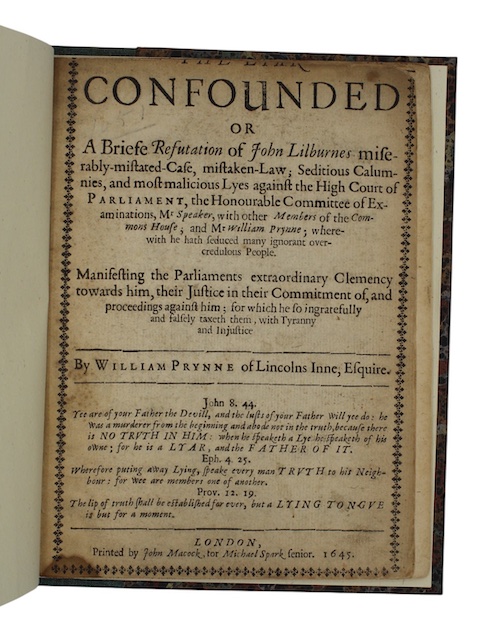 THE LYAR
CONFOUNDED
OR
A Briefe Refutation of John Lilburnes mise-
rably-mistated-Case, mistaken-Law; Seditious Calum-
nies, and most malicious Lyes against the High Court of
PARLIAMENT, the Honourable Committee of Ex-
aminations, Mr Speaker, with other Members of the Com-
mons House; and Mr William Prynne; where-
with he hath seduced many ignorant over-
credulous People.
Manifesting the Parliaments extraordinary Clemency
towards him, their Justice in their Commitment of, and
proceedings against him; for which he so ingratefully
and falsely taxeth them, with Tyranny
and Injustice
By WILLIAM PRYNNE of Lincolns Inne, Esquire.
John 8. 44.
Yee are of your Father the Devill, and the lusts of your Father will yee do: he
was a murderer from the beginning and abode not in the truth, because there
is NO TRVTH IN HIM: when he speaketh a Lye he speaketh of his
owne; for he is a LYAR, and the FATHER OF IT.
Eph. 4. 25.
Wherefore puting away Lying, speake every man TRVTH to his Neigh-
bour: for wee are members one of another.
Prov. 12. 19.
The lip of truth shall be established for ever, but a LYING TONGVE
is but for a moment.
LONDON,
Printed by John Macock, for Michael Spark senior. 1645.